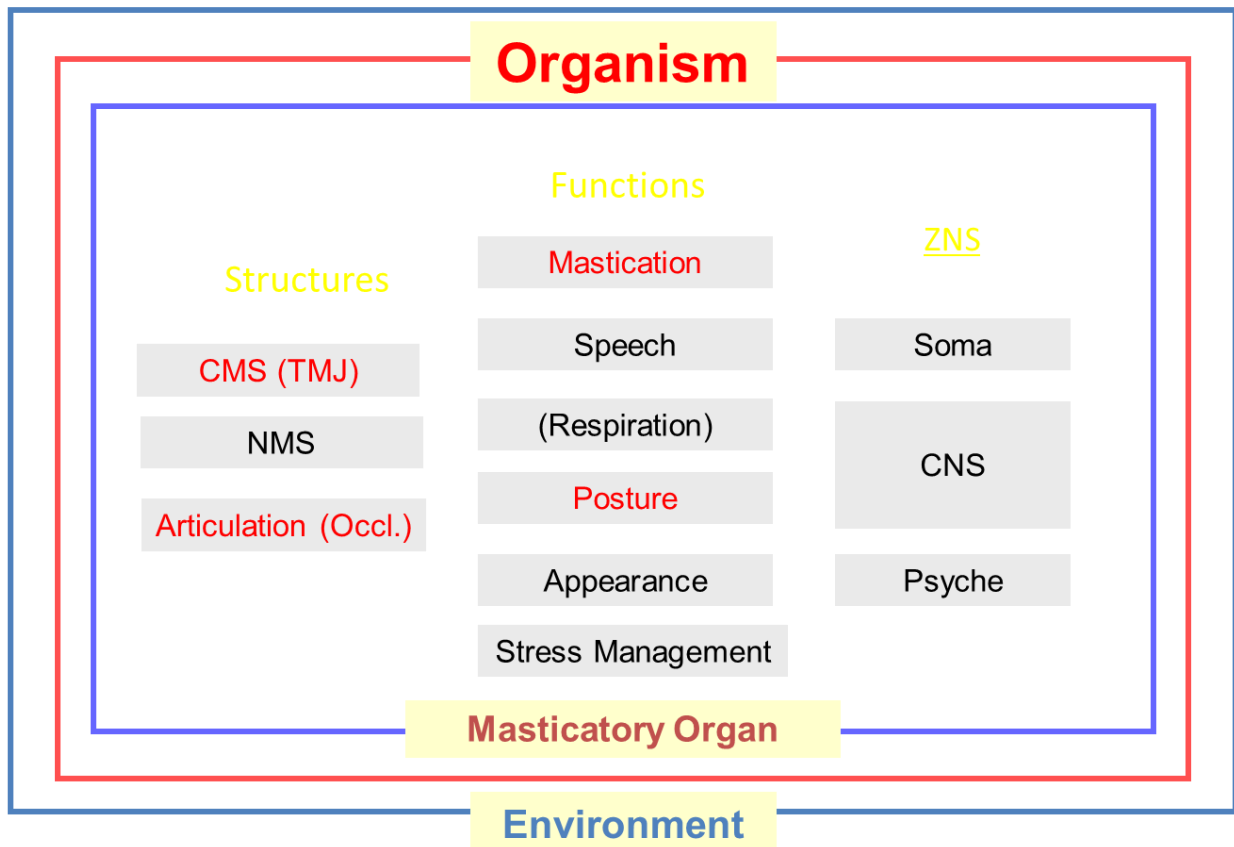 Organism
Functions
ZNS
Structures
Mastication
Speech
(Respiration)
Posture
Appearance
Stress Management
CMS (TMJ)
NMS
Articulation (Occl.)
Soma
CNS
Psyche
Masticatory Organ
Environment